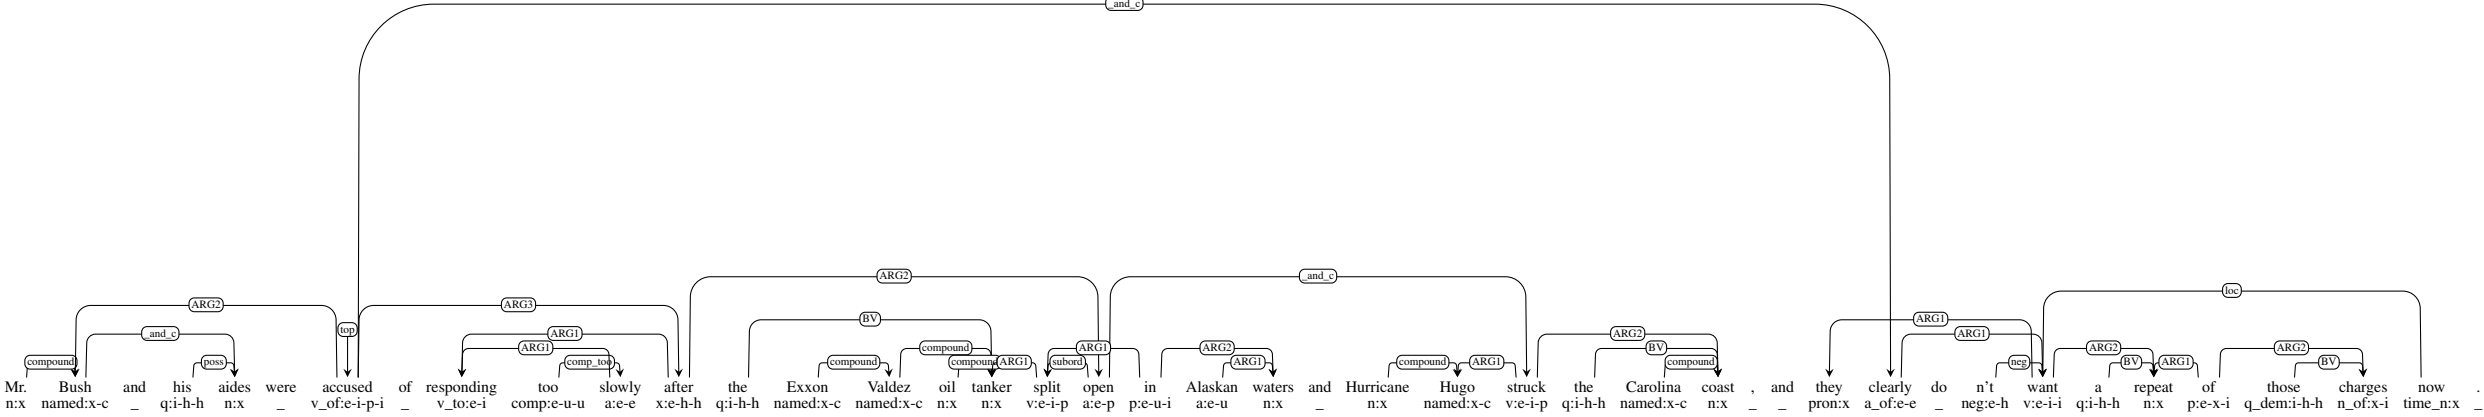 _and_c
ARG2 _and_c
loc
ARG2 ARG3
BV ARG1
top
_and_c ARG1 ARG2 ARG1
ARG1 compound ARG1 ARG2 BV ARG2 ARG2
compound poss comp_too compound compound ARG1 subord ARG1 compound ARG1 compound neg BV ARG1 BV
Mr. Bush and his aides were accused of responding too slowly after the Exxon Valdez oil tanker split open in Alaskan waters and Hurricane Hugo struck the Carolina coast , and they clearly do n't want a repeat of those charges now .
n:x named:x-c _ q:i-h-h n:x _ v_of:e-i-p-i _ v_to:e-i comp:e-u-u a:e-e x:e-h-h q:i-h-h named:x-c named:x-c n:x n:x v:e-i-p a:e-p p:e-u-i a:e-u n:x _ n:x named:x-c v:e-i-p q:i-h-h named:x-c n:x _ _ pron:x a_of:e-e _ neg:e-h v:e-i-i q:i-h-h n:x p:e-x-i q_dem:i-h-h n_of:x-i time_n:x _